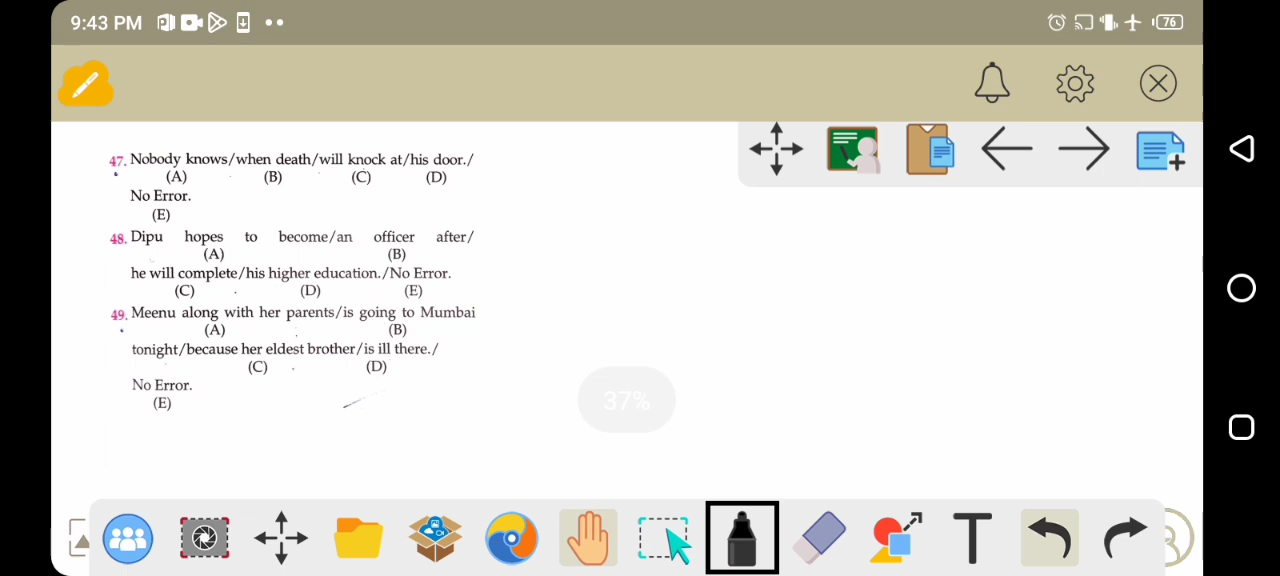 9:43 PM
76
47. Nobody knows/when death/will knock at/his door./
(A) (B) (C) (D)
No Error.
(E)
48. Dipu hopes to become/an officer after/
(A) (B)
he will complete/his higher education./No Error.
(C) (D) (E)
49. Meenu along with her parents/is going to Mumbai
(A) (B)
tonight/because her eldest brother/is ill there./
(C) (D)
No Error.
(E)
37%
T